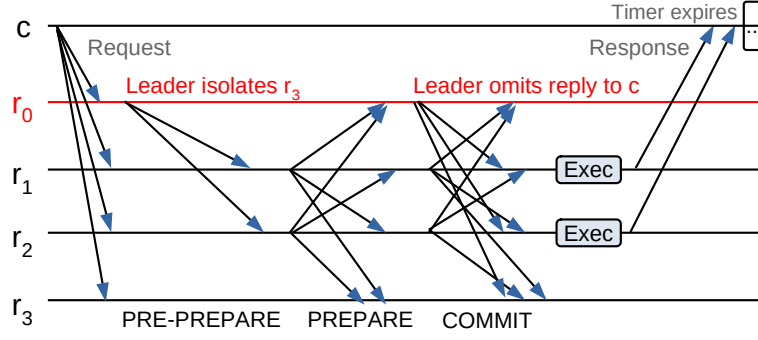 Timer expires
c
...
Request
Response
Leader isolates r3
Leader omits reply to c
r0
r1
Exec
r2
Exec
r3
PRE-PREPARE
PREPARE
COMMIT